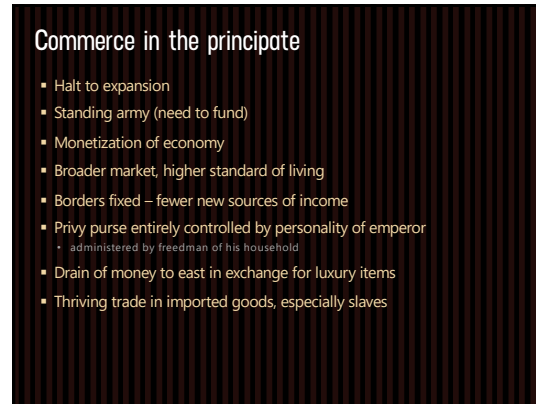 Commerce in the principate
▪ Halt to expansion
▪ Standing army (need to fund)
▪ Monetization of economy
▪ Broader market, higher standard of living
▪ Borders fixed – fewer new sources of income
▪ Privy purse entirely controlled by personality of emperor
• administered by freedman of his household
▪ Drain of money to east in exchange for luxury items
▪ Thriving trade in imported goods, especially slaves